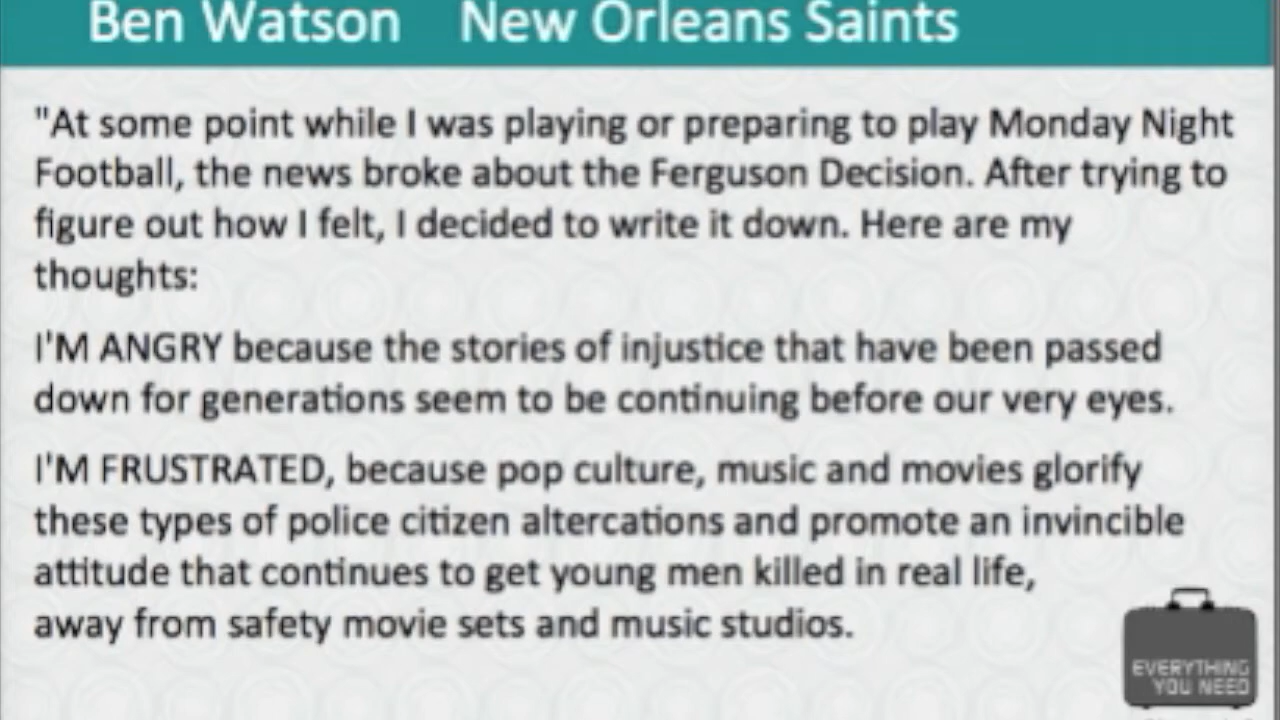 Ben Watson New Orleans Saints
"At some point while I was playing or preparing to play Monday Night
Football, the news broke about the Ferguson Decision. After trying to
figure out how I felt, I decided to write it down. Here are my
thoughts:
I'M ANGRY because the stories of injustice that have been passed
down for generations seem to be continuing before our very eyes.
I'M FRUSTRATED, because pop culture, music and movies glorify
these types of police citizen altercations and promote an invincible
attitude that continues to get young men killed in real life,
away from safety movie sets and music studios.
EVERYTHING
YOU NEED